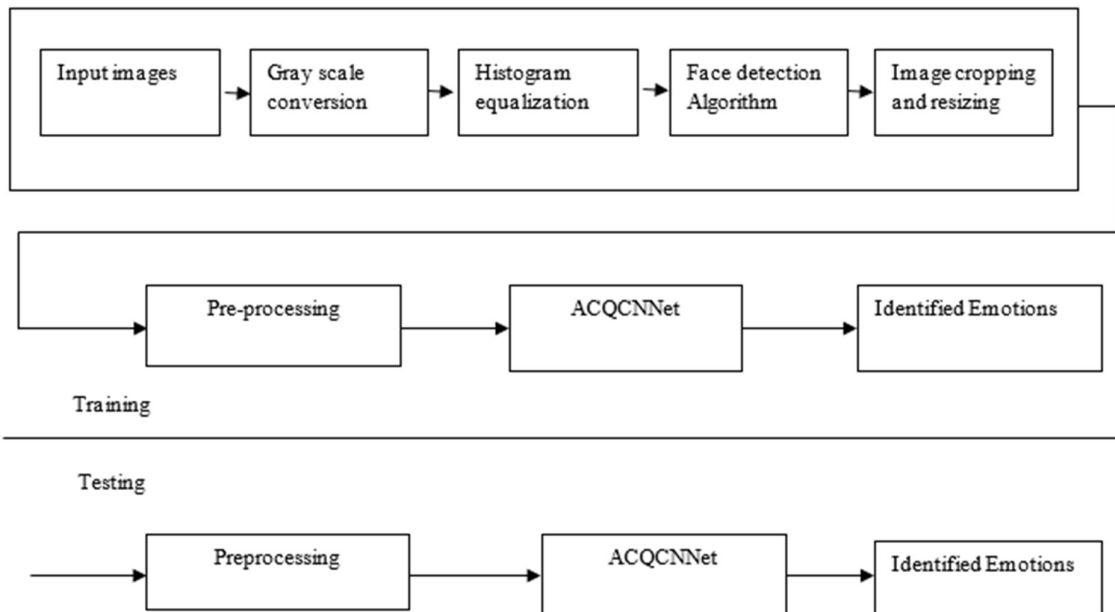 Input images
Gray scale
conversion
Histogram
equalization
Face detection
Algorithm
Image cropping
and resizing
Pre-processing
ACQCNNet
Identified Emotions
Training
Testing
Preprocessing
ACQCNNet
Identified Emotions